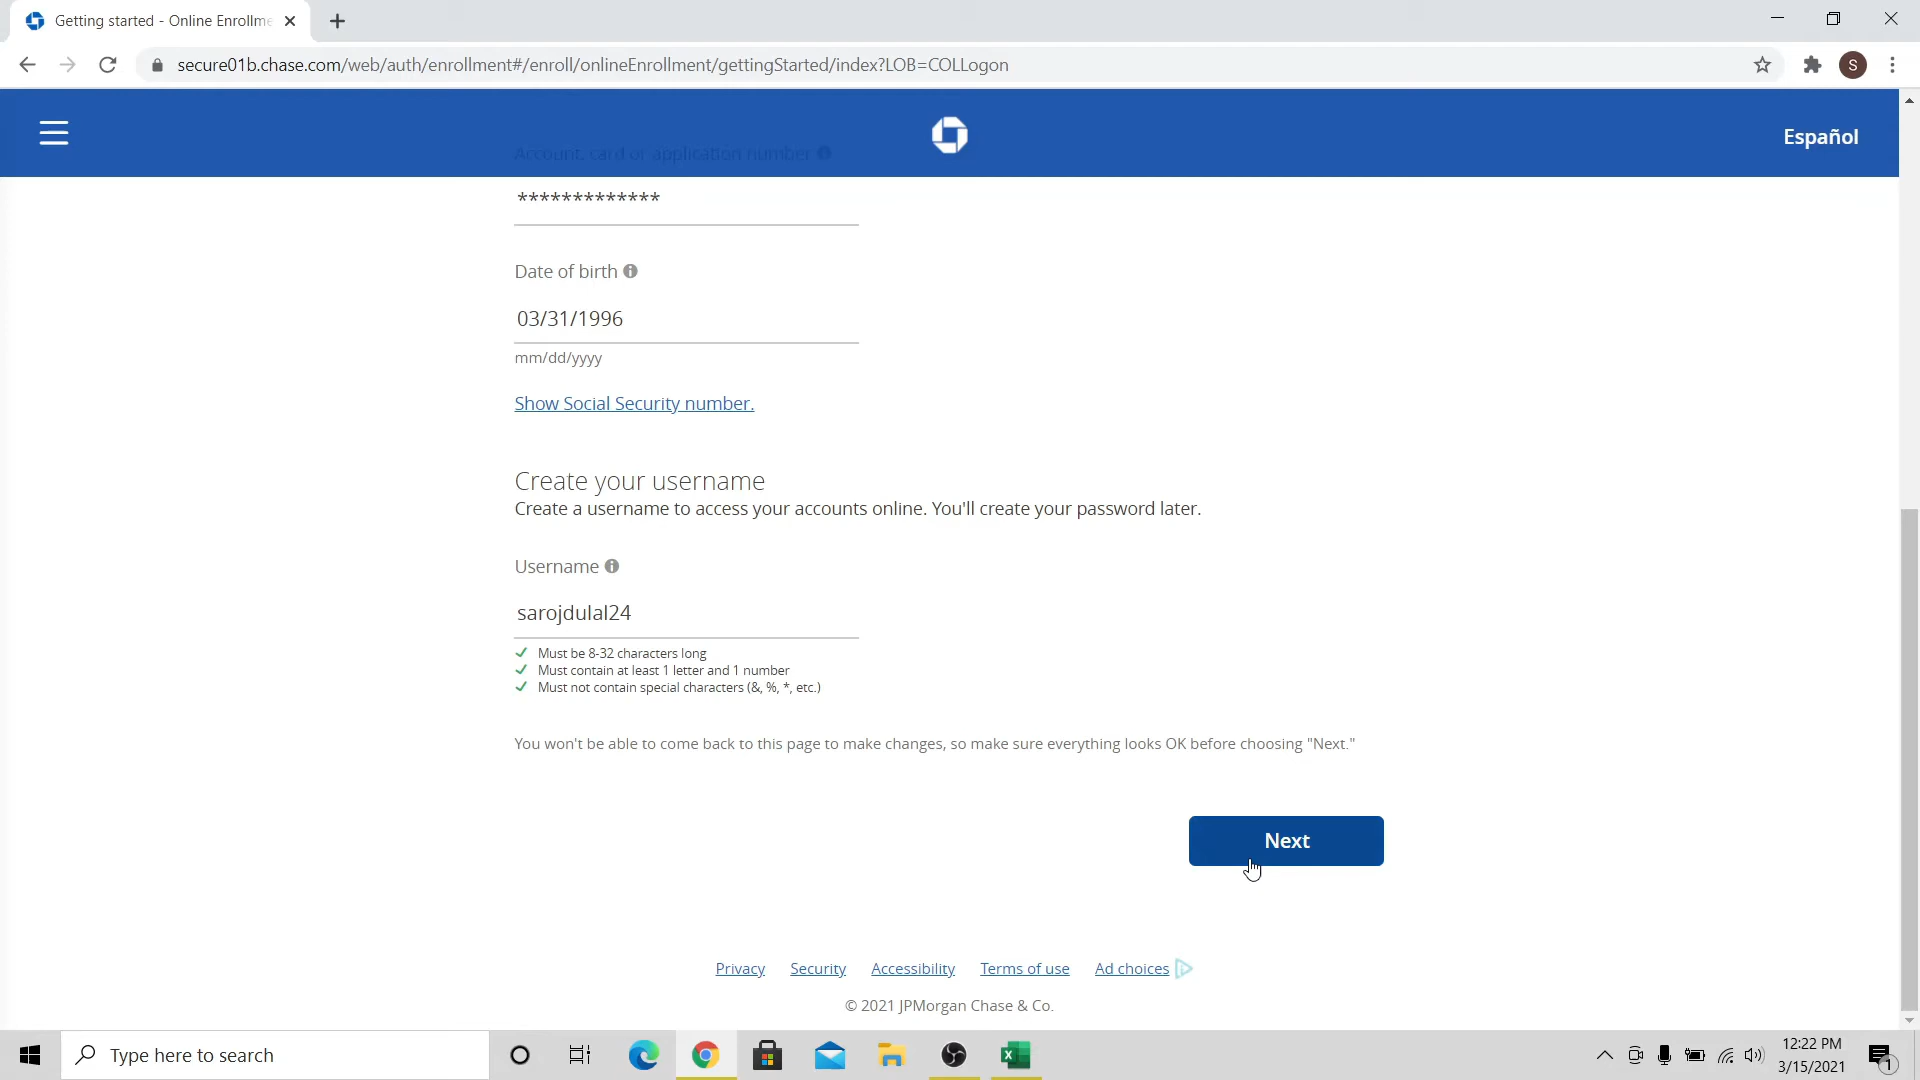 Getting started - Online Enrollme
secure01b.chase.com/web/auth/enrollment#/enroll/onlineEnrollment/gettingStarted/index?LOB=COLLogon
S
Español
Account, card or application number
*************
Date of birth
03/31/1996
mm/dd/yyyy
Show Social Security number.
Create your username
Create a username to access your accounts online. You'll create your password later.
Username
sarojdulal24
Must be 8-32 characters long
Must contain at least 1 letter and 1 number
Must not contain special characters (&, %, *, etc.)
You won't be able to come back to this page to make changes, so make sure everything looks OK before choosing "Next."
Next
Privacy Security Accessibility Terms of use Ad choices
© 2021 JPMorgan Chase & Co.
Type here to search
12:22 PM
3/15/2021
1